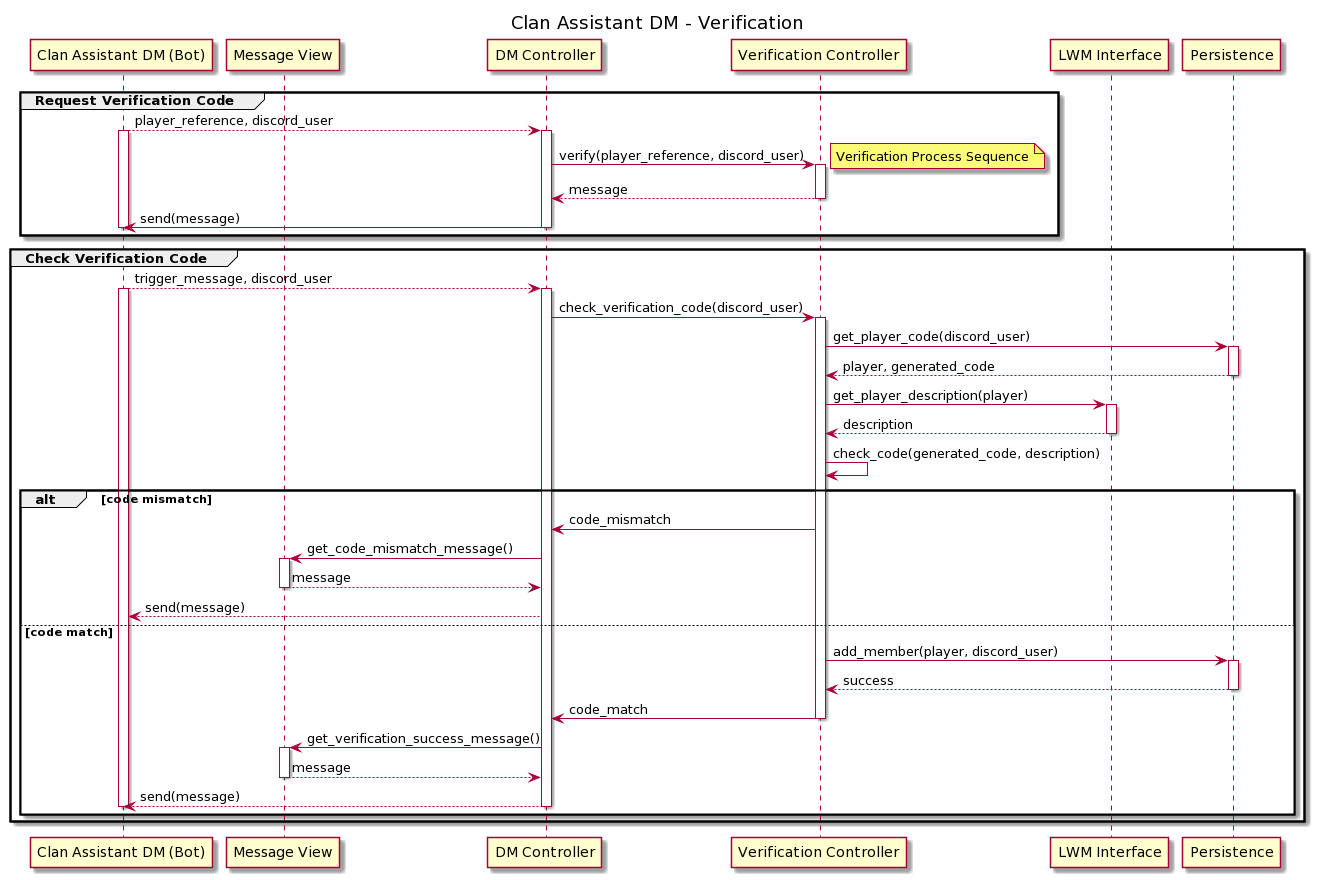 Clan Assistant DM - Verification
Clan Assistant DM (Bot)
Message View
DM Controller
Verification Controller
LWM Interface
Persistence
Request Verification Code
player_reference, discord_user
verify(player_reference, discord_user)
Verification Process Sequence
message
send(message)
Check Verification Code
trigger_message, discord_user
check_verification_code(discord_user)
get_player_code(discord_user)
player, generated_code
get_player_description(player)
description
check_code(generated_code, description)
alt [code mismatch]
code_mismatch
get_code_mismatch_message()
message
send(message)
[code match]
add_member(player, discord_user)
success
code_match
get_verification_success_message()
message
send(message)
Clan Assistant DM (Bot)
Message View
DM Controller
Verification Controller
LWM Interface
Persistence